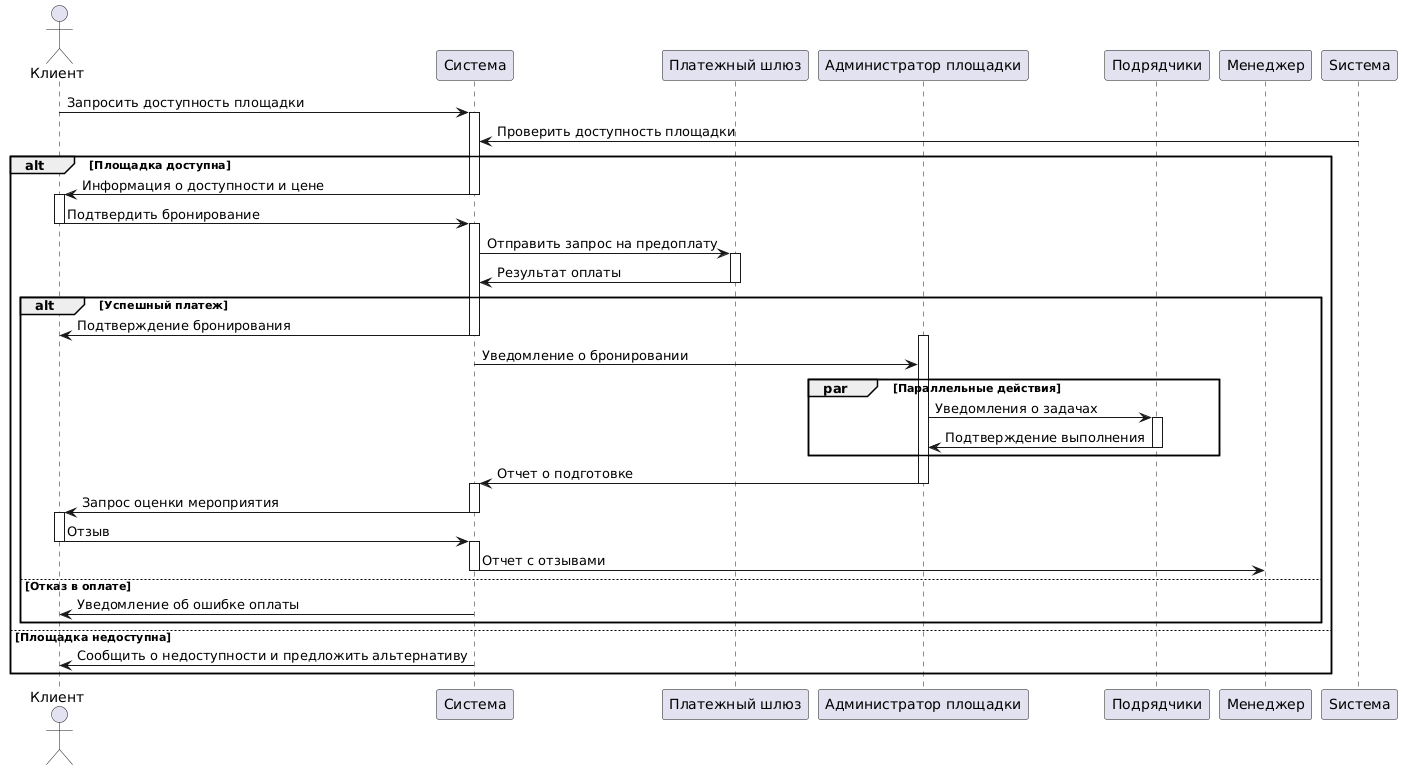 Клиент
Система
Платежный шлюз
Администратор площадки
Подрядчики
Менеджер
Sистема
Запросить доступность площадки
Проверить доступность площадки
alt
[Площадка доступна]
Информация о доступности и цене
Подтвердить бронирование
Отправить запрос на предоплату
Результат оплаты
alt
[Успешный платеж]
Подтверждение бронирования
Уведомление о бронировании
par
[Параллельные действия]
Уведомления о задачах
Подтверждение выполнения
Отчет о подготовке
Запрос оценки мероприятия
Отзыв
Отчет с отзывами
[Отказ в оплате]
Уведомление об ошибке оплаты
[Площадка недоступна]
Сообщить о недоступности и предложить альтернативу
Клиент
Система
Платежный шлюз
Администратор площадки
Подрядчики
Менеджер
Sистема